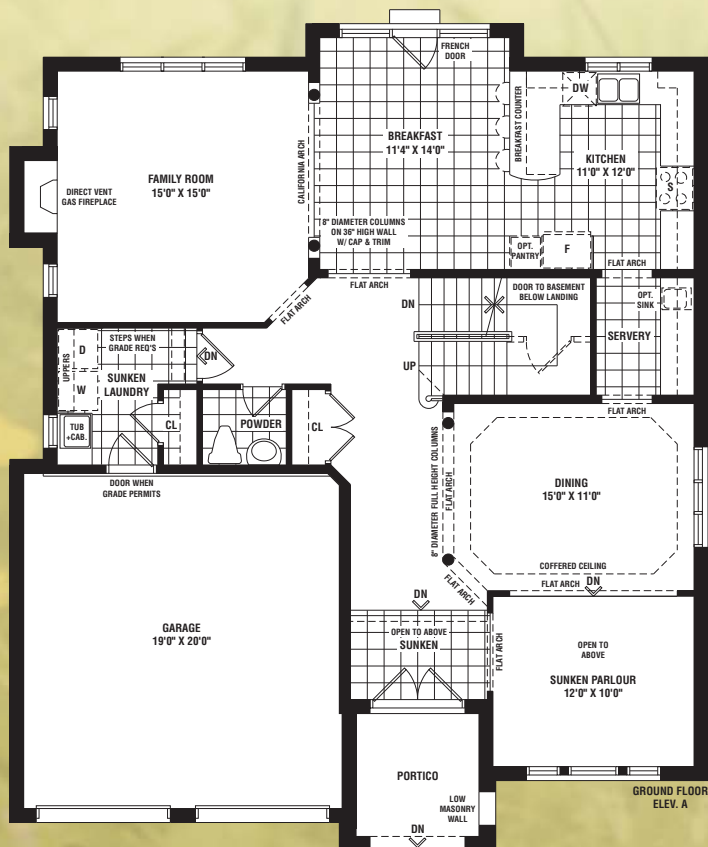 FRENCH
DOOR
DW
BREAKFAST COUNTER
BREAKFAST
11'4" X 14'0"
KITCHEN
11'0" X 12'0"
S
FAMILY ROOM
15'0" X 15'0"
DIRECT VENT
GAS FIREPLACE
CALIFORNIA ARCH
8" DIAMETER COLUMNS
ON 36" HIGH WALL
W/ CAP & TRIM
OPT.
PANTRY
F
FLAT ARCH
FLAT ARCH
FLAT ARCH
DN
DOOR TO BASEMENT
BELOW LANDING
OPT.
SINK
SERVERY
UP
FLAT ARCH
UPPERS
D
W
STEPS WHEN
GRADE REQ'S
DN
SUNKEN
LAUNDRY
TUB
+CAB.
CL
POWDER
CL
DOOR WHEN
GRADE PERMITS
8" DIAMETER FULL HEIGHT COLUMNS
FLAT ARCH
DINING
15'0" X 11'0"
COFFERED CEILING
FLAT ARCH
DN
FLAT ARCH
DN
GARAGE
19'0" X 20'0"
OPEN TO ABOVE
SUNKEN
FLAT ARCH
OPEN TO
ABOVE
SUNKEN PARLOUR
12'0" X 10'0"
PORTICO
LOW
MASONRY
WALL
DN
GROUND FLOOR
ELEV. A